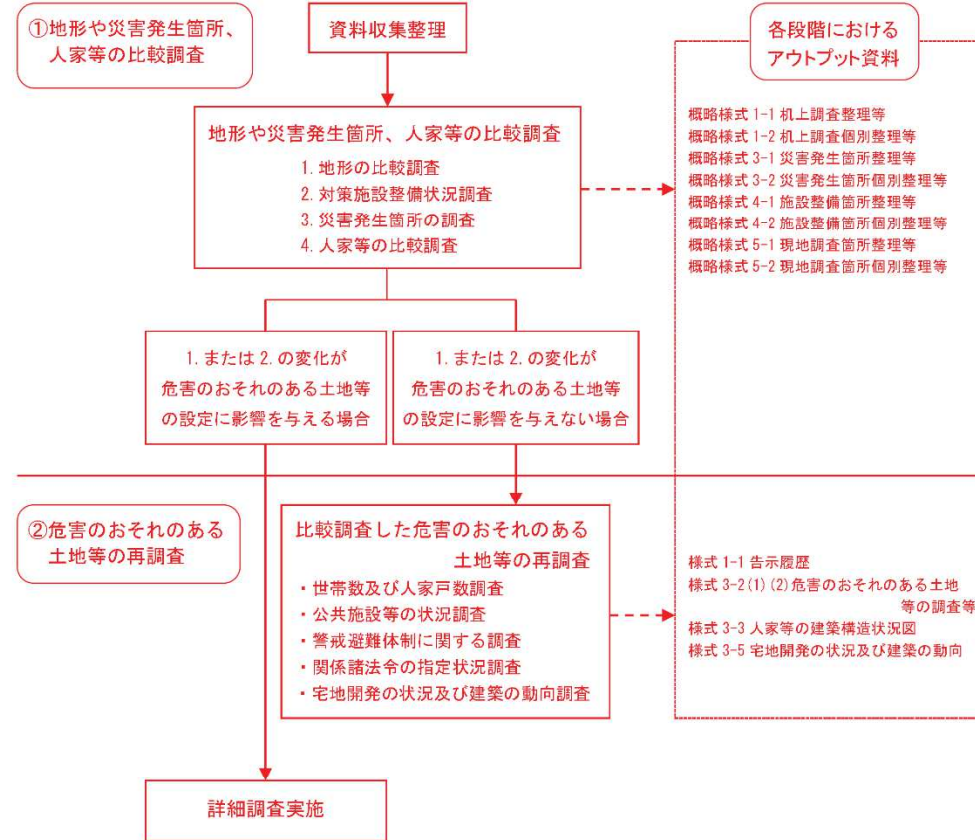 ①地形や災害発生箇所、
人家等の比較調査
資料収集整理
各段階における
アウトプット資料
地形や災害発生箇所、人家等の比較調査
1. 地形の比較調査
2. 対策施設整備状況調査
3. 災害発生箇所の調査
4. 人家等の比較調査
概略様式 1-1 机上調査整理等
概略様式 1-2 机上調査個別整理等
概略様式 3-1 災害発生箇所整理等
概略様式 3-2 災害発生箇所個別整理等
概略様式 4-1 施設整備箇所整理等
概略様式 4-2 施設整備箇所個別整理等
概略様式 5-1 現地調査箇所整理等
概略様式 5-2 現地調査箇所個別整理等
1. または 2. の変化が
危害のおそれのある土地等
の設定に影響を与える場合
1. または 2. の変化が
危害のおそれのある土地等
の設定に影響を与えない場合
②危害のおそれのある
土地等の再調査
比較調査した危害のおそれのある
土地等の再調査
・世帯数及び人家戸数調査
・公共施設等の状況調査
・警戒避難体制に関する調査
・関係諸法令の指定状況調査
・宅地開発の状況及び建築の動向調査
様式 1-1 告示履歴
様式 3-2(1)(2) 危害のおそれのある土地
等の調査等
様式 3-3 人家等の建築構造状況図
様式 3-5 宅地開発の状況及び建築の動向
詳細調査実施